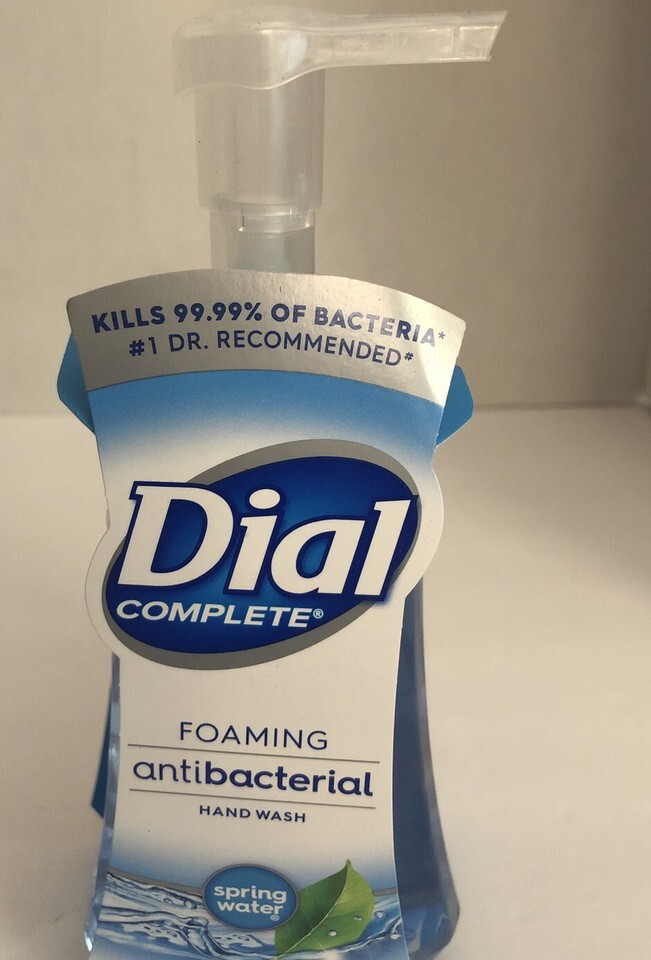 KILLS 99.99% OF BACTERIA*
#1 DR. RECOMMENDED#
Dial
COMPLETE®
FOAMING
antibacterial
HAND WASH
spring
water®